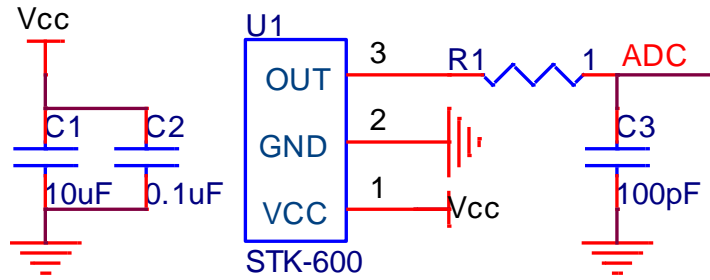 Vcc
U1
3
R1
1
ADC
OUT
C1
C2
2
C3
GND
10uF
0.1uF
1
Vcc
100pF
VCC
STK-600